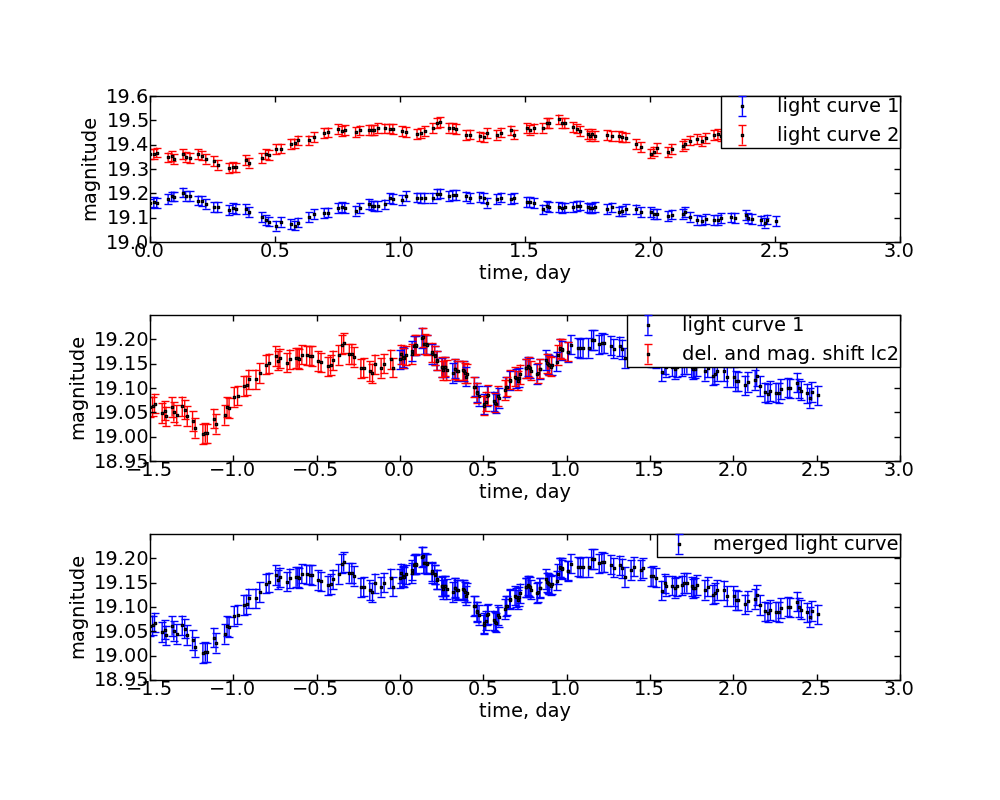 19.6
19.5
19.4
19.3
19.2
19.1
19.0
magnitude
light curve 1
light curve 2
0.0 0.5 1.0 1.5 2.0 2.5 3.0
time, day
19.20
19.15
19.10
19.05
19.00
18.95
magnitude
light curve 1
del. and mag. shift lc2
−1.5 −1.0 −0.5 0.0 0.5 1.0 1.5 2.0 2.5 3.0
time, day
19.20
19.15
19.10
19.05
19.00
18.95
magnitude
merged light curve
−1.5 −1.0 −0.5 0.0 0.5 1.0 1.5 2.0 2.5 3.0
time, day